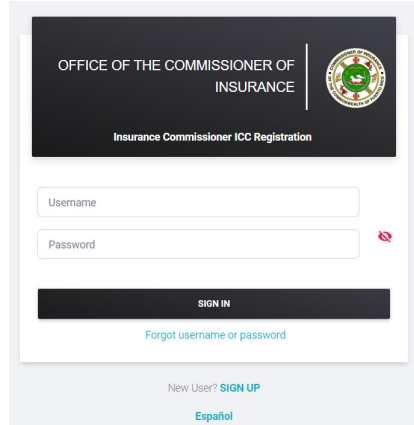 OFFICE OF THE COMMISSIONER OF
INSURANCE
Insurance Commissioner ICC Registration
Username
Password
SIGN IN
Forgot username or password
New User? SIGN UP
Español